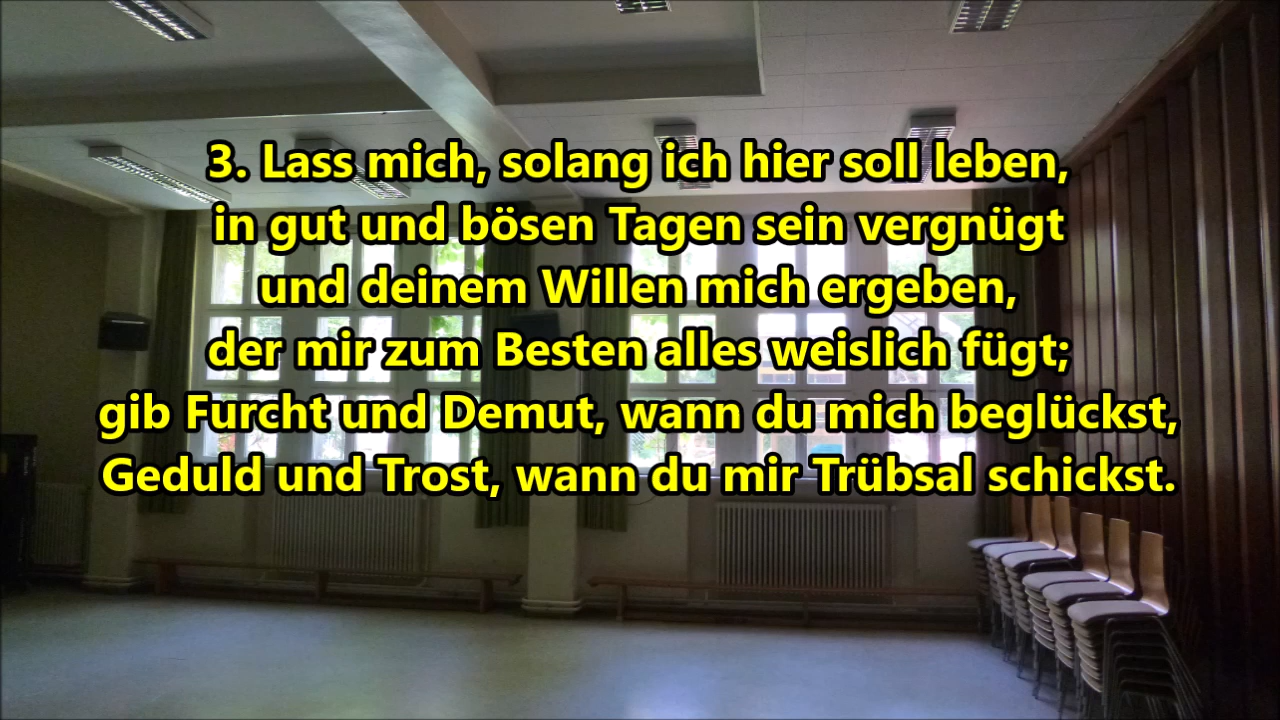 3. Lass mich, solang ich hier soll leben,
in gut und bösen Tagen sein vergnügt
und deinem Willen mich ergeben,
der mir zum Besten alles weislich fügt;
gib Furcht und Demut, wann du mich beglückst,
Geduld und Trost, wann du mir Trübsal schickst.